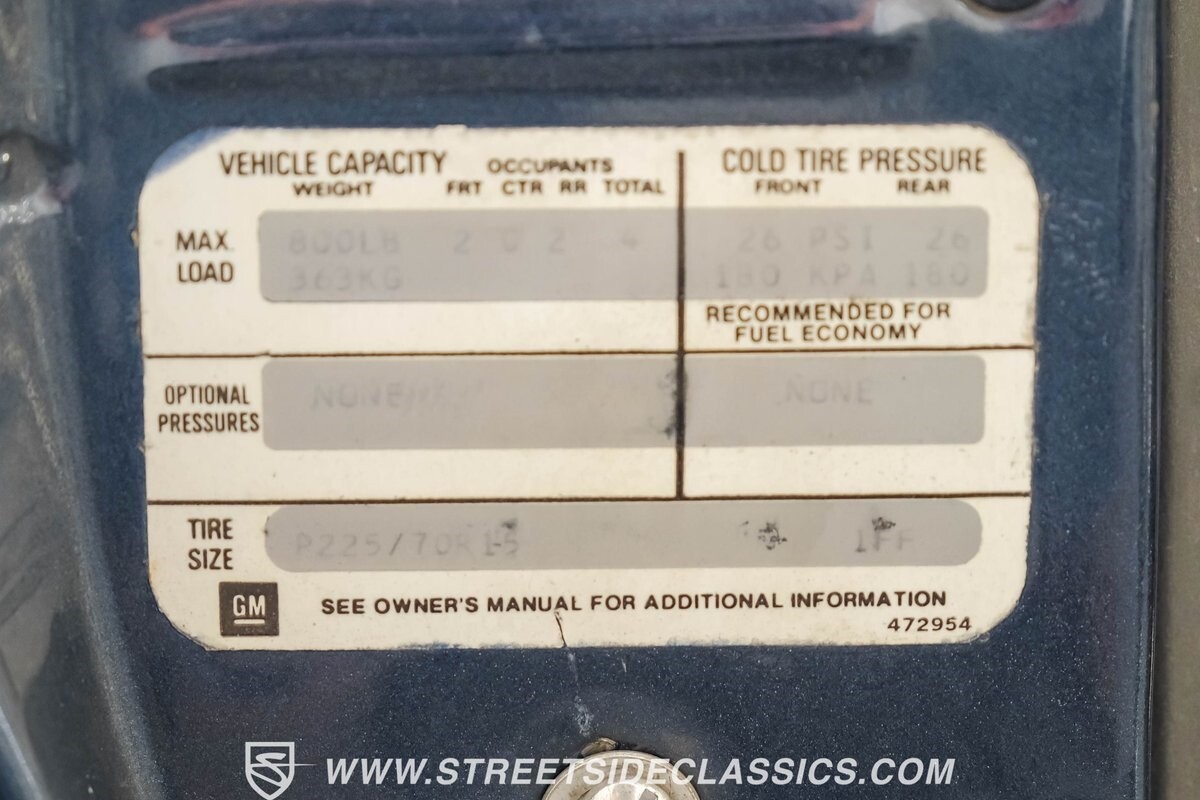 VEHICLE CAPACITY OCCUPANTS COLD TIRE PRESSURE
WEIGHT FRT CTR RR TOTAL FRONT REAR
MAX. 800LB 2 0 2 4 26 PSI 26
LOAD 363KG 180 KPA 180
RECOMMENDED FOR
FUEL ECONOMY
OPTIONAL NONE NONE
PRESSURES
TIRE
SIZE P225/70R15
GM SEE OWNER'S MANUAL FOR ADDITIONAL INFORMATION
472954
WWW.STREETSIDECLASSICS.COM